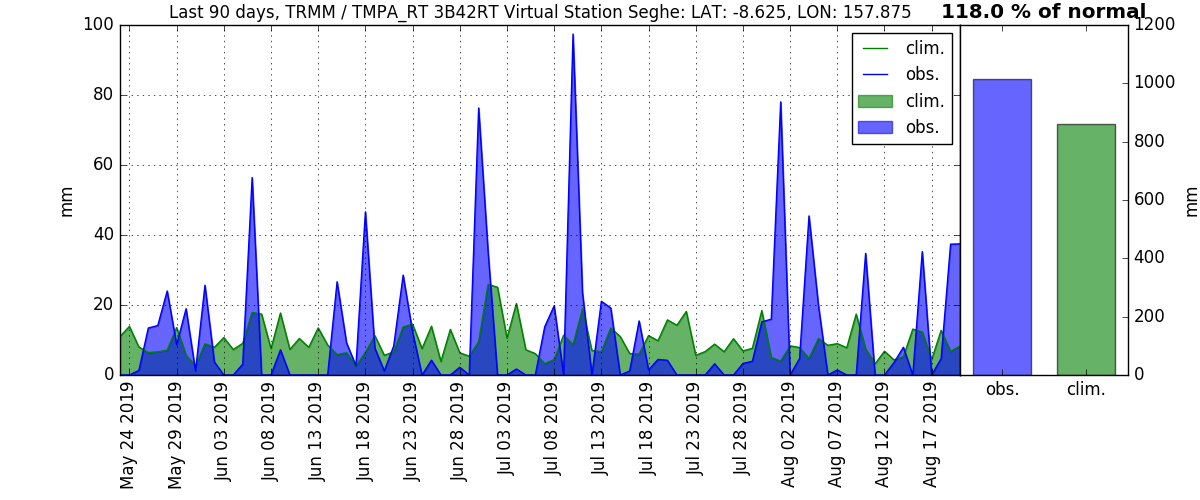 Last 90 days, TRMM / TMPA_RT 3B42RT Virtual Station Seghe: LAT: -8.625, LON: 157.875
118.0 % of normal
100
80
60
40
20
0
mm
clim.
obs.
clim.
obs.
May 24 2019
May 29 2019
Jun 03 2019
Jun 08 2019
Jun 13 2019
Jun 18 2019
Jun 23 2019
Jun 28 2019
Jul 03 2019
Jul 08 2019
Jul 13 2019
Jul 18 2019
Jul 23 2019
Jul 28 2019
Aug 02 2019
Aug 07 2019
Aug 12 2019
Aug 17 2019
1200
1000
800
600
400
200
0
mm
obs.
clim.